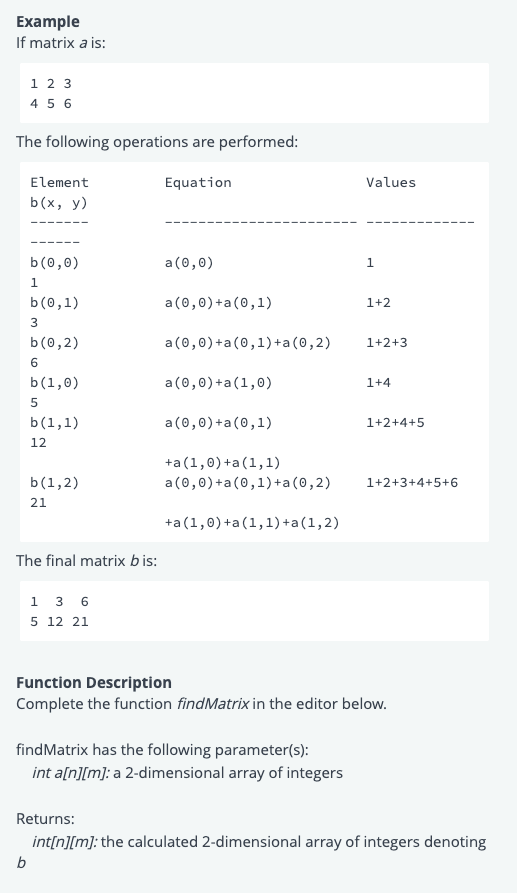 Example
If matrix a is:
1 2 3
4 5 6
The following operations are performed:
Element Equation Values
b(x, y)
------- ----------------------- -------------
------
b(0,0) a(0,0) 1
1
b(0,1) a(0,0)+a(0,1) 1+2
3
b(0,2) a(0,0)+a(0,1)+a(0,2) 1+2+3
6
b(1,0) a(0,0)+a(1,0) 1+4
5
b(1,1) a(0,0)+a(0,1) 1+2+4+5
12
+a(1,0)+a(1,1)
b(1,2) a(0,0)+a(0,1)+a(0,2) 1+2+3+4+5+6
21
+a(1,0)+a(1,1)+a(1,2)
The final matrix b is:
1 3 6
5 12 21
Function Description
Complete the function findMatrix in the editor below.
findMatrix has the following parameter(s):
int a[n][m]: a 2-dimensional array of integers
Returns:
int[n][m]: the calculated 2-dimensional array of integers denoting
b